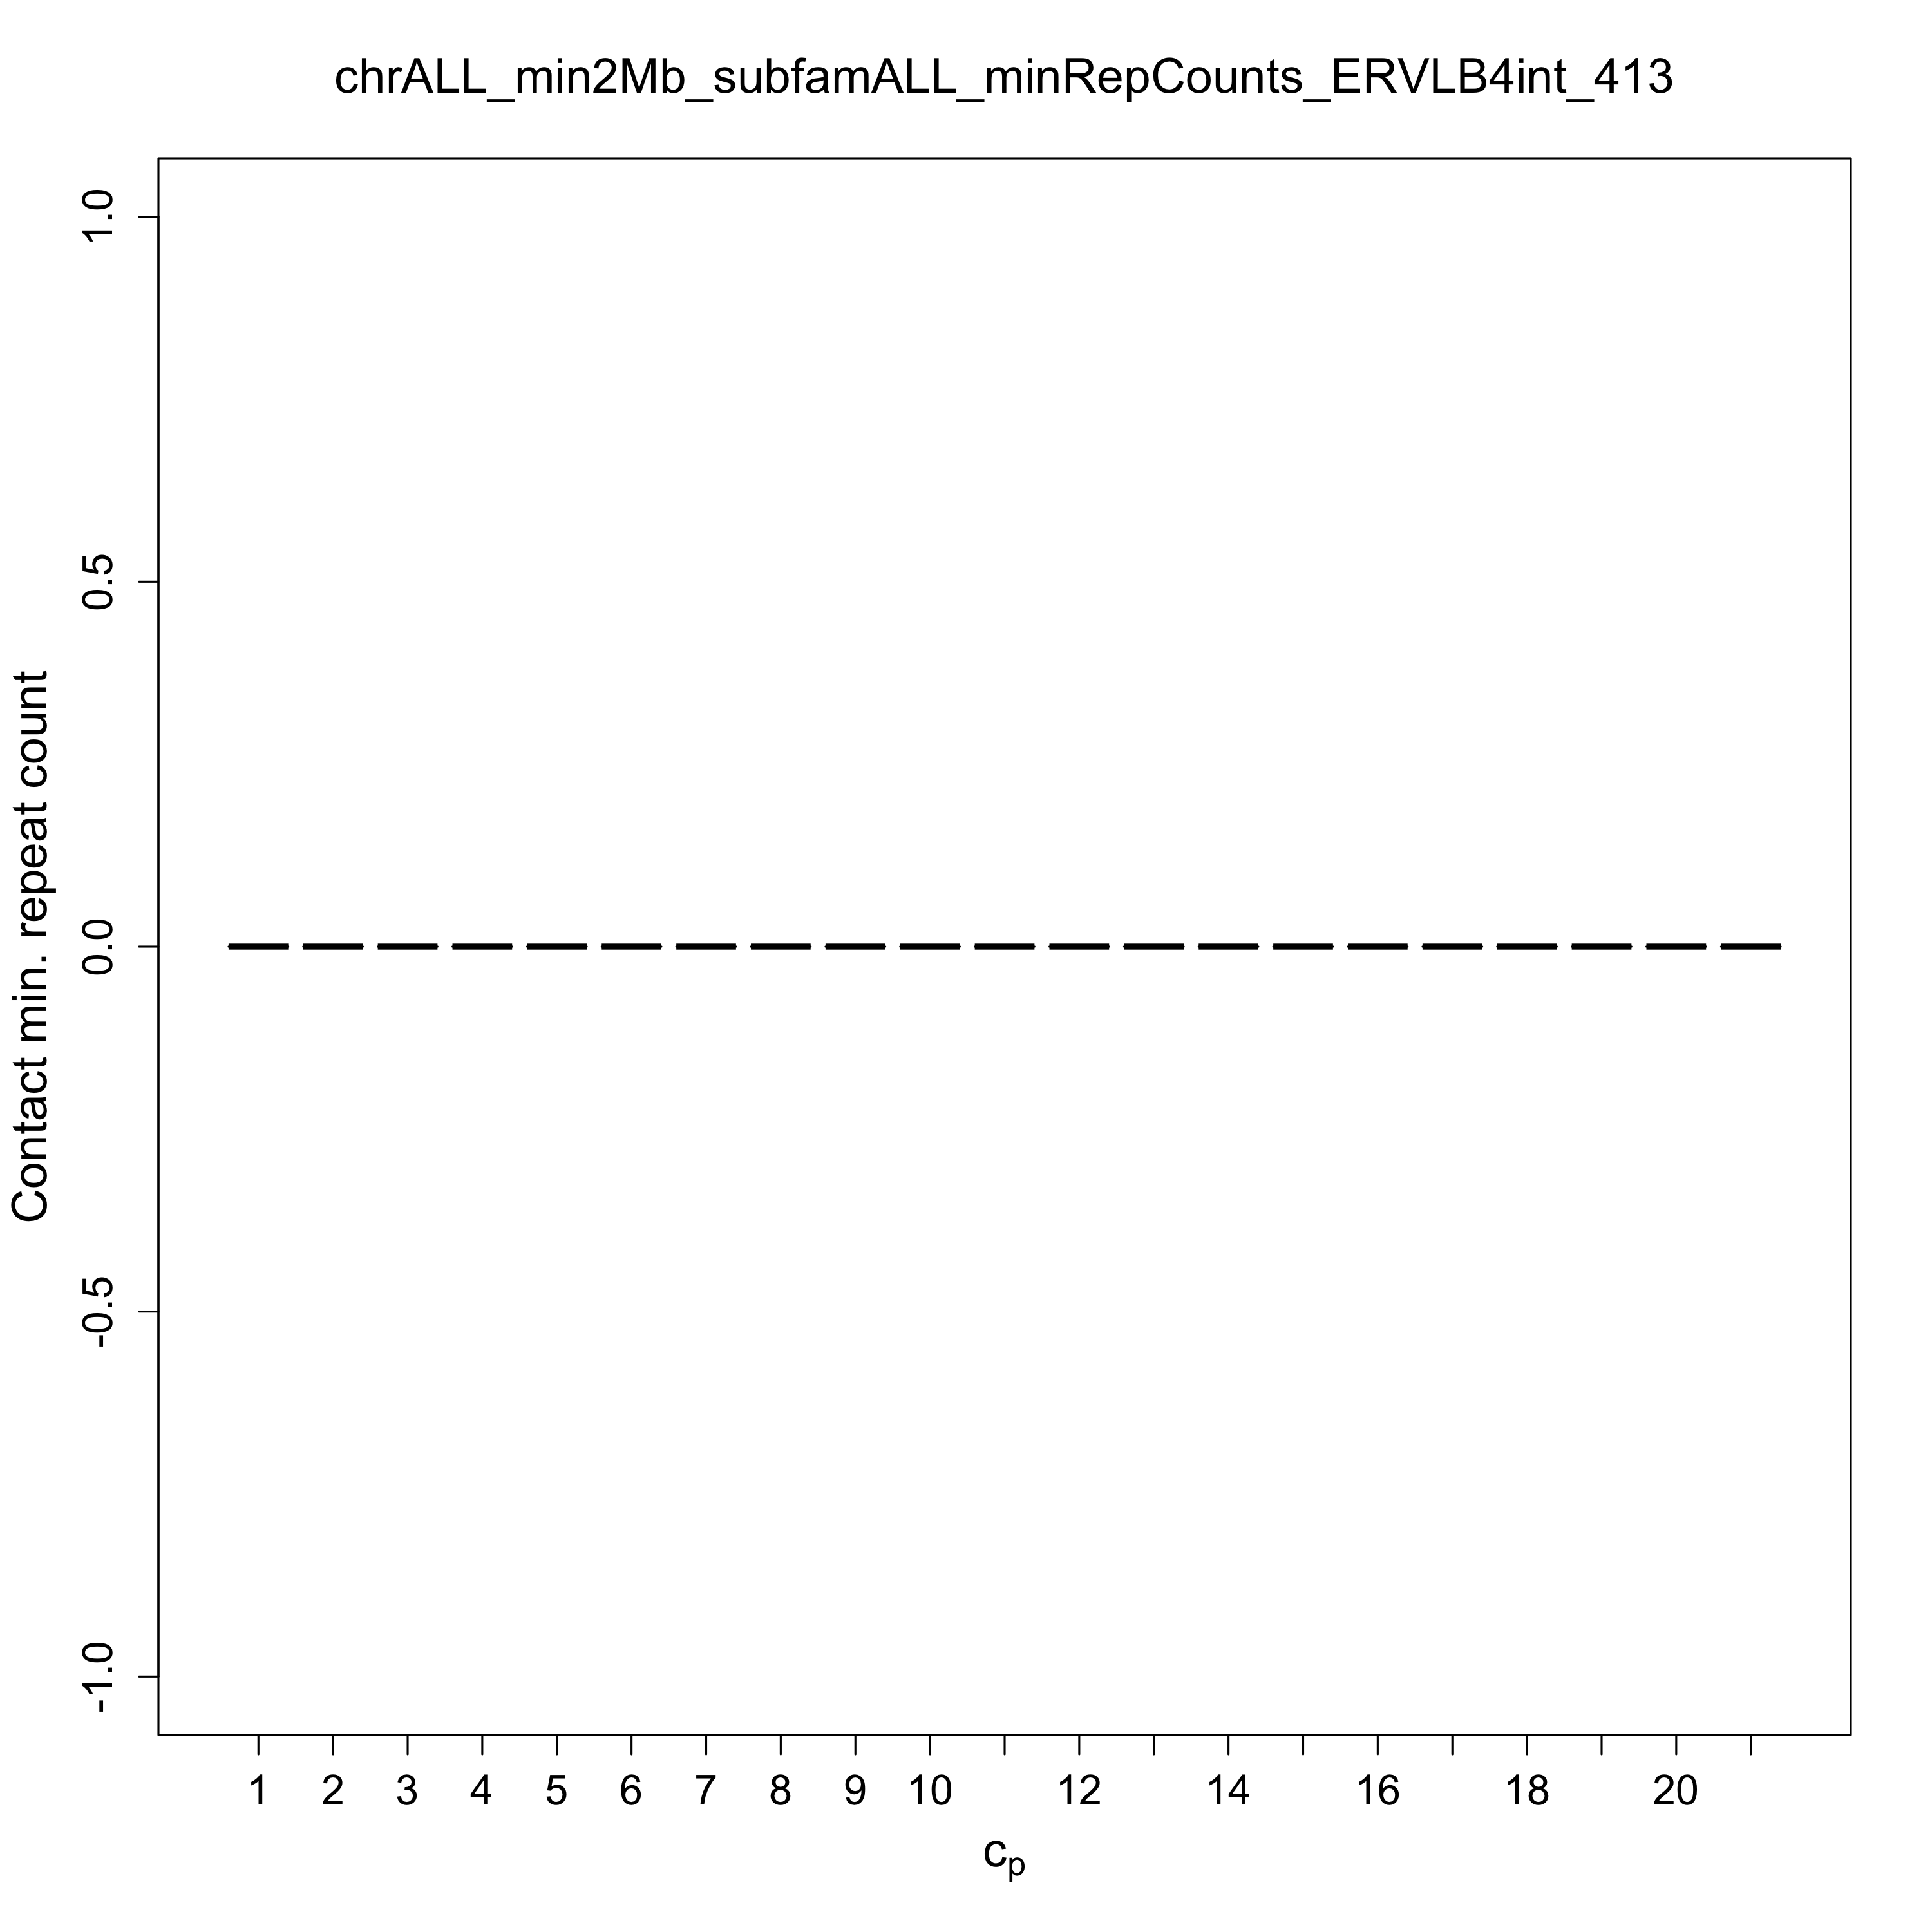 chrALL_min2Mb_subfamALL_minRepCounts_ERVLB4int_413
Contact min. repeat count
1.0
0.5
0.0
-0.5
-1.0
1 2 3 4 5 6 7 8 9 10 12 14 16 18 20
cp